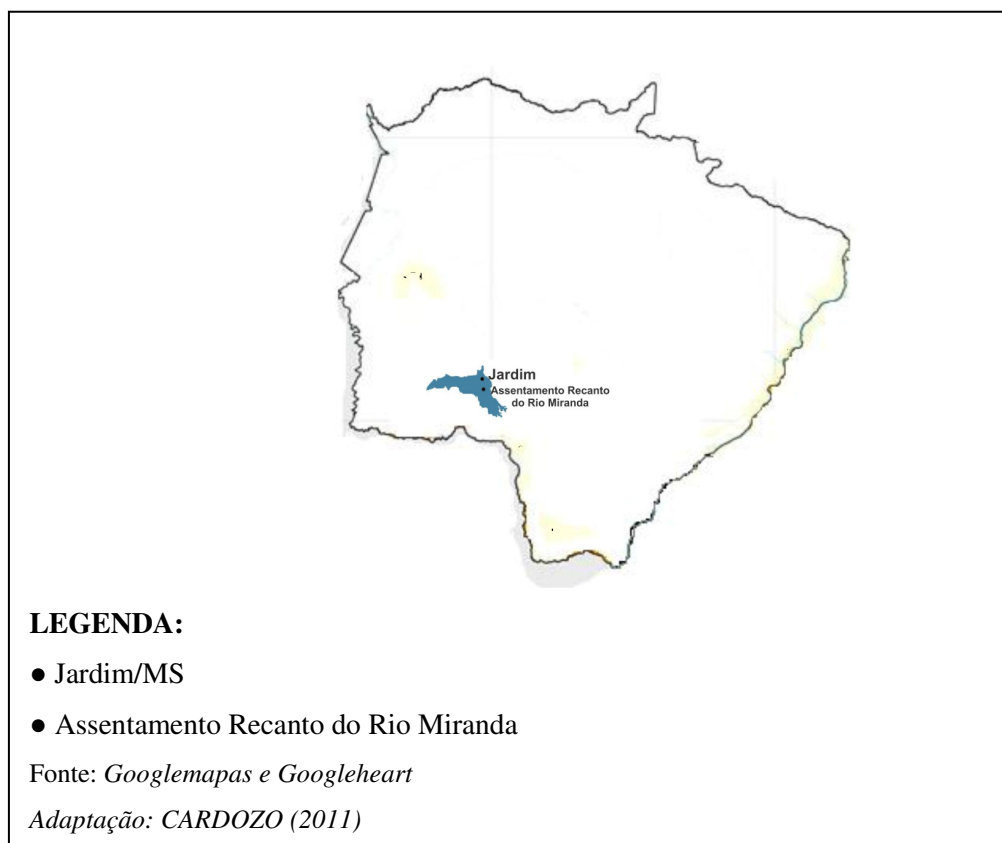 Jardim
Assentamento Recanto
do Rio Miranda
LEGENDA:
● Jardim/MS
● Assentamento Recanto do Rio Miranda
Fonte: Googlemapas e Googleheart
Adaptação: CARDOZO (2011)